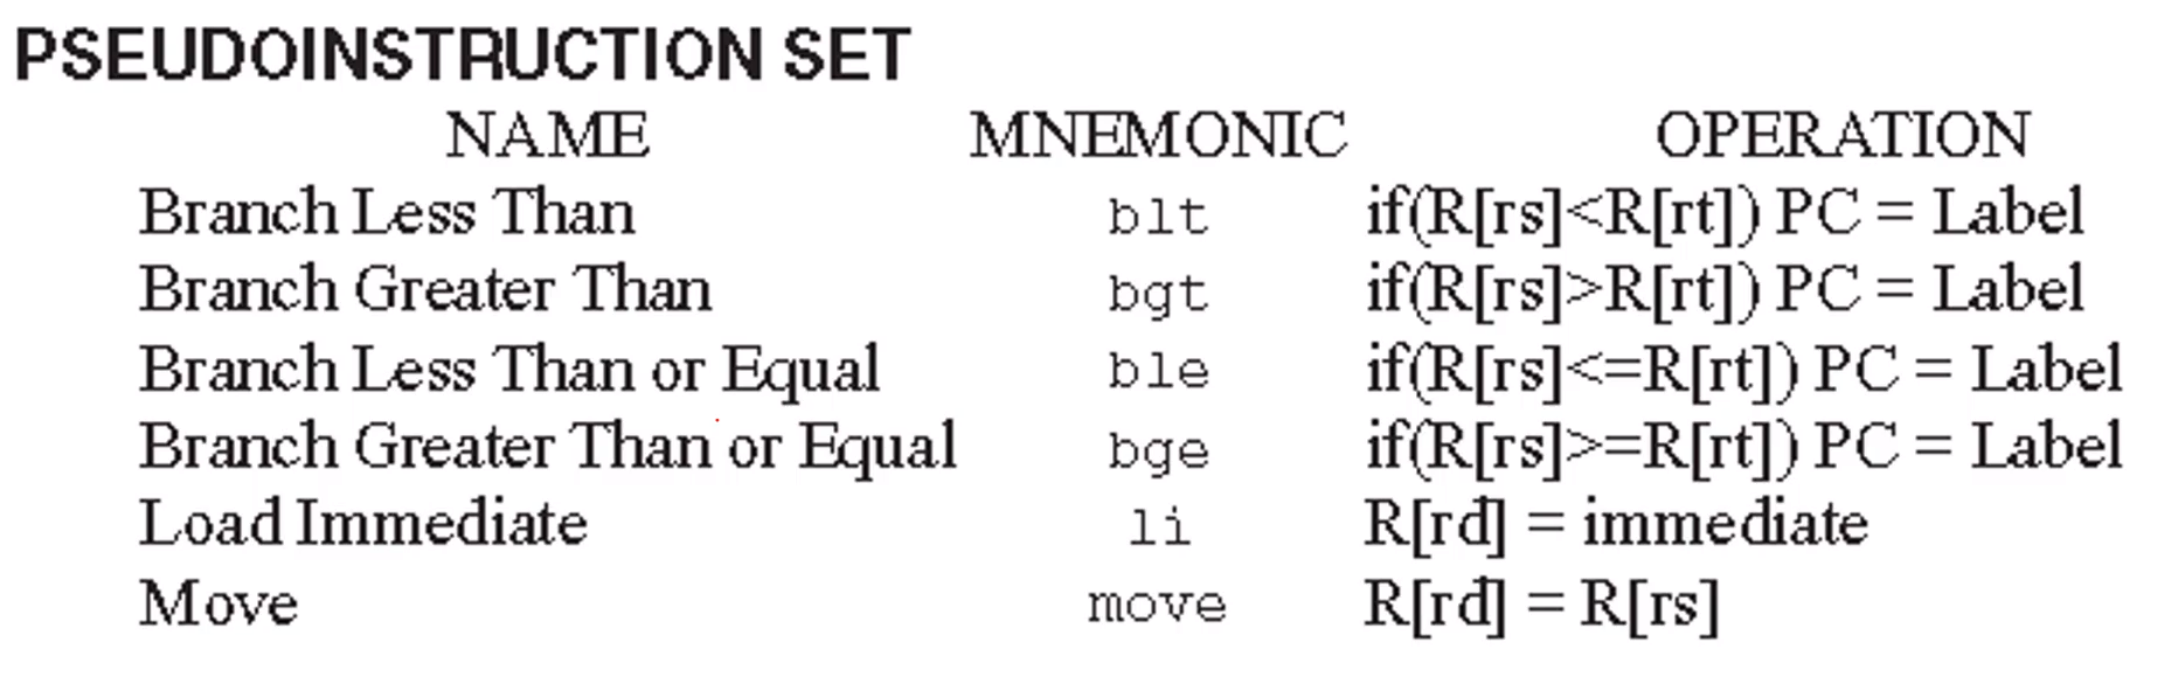 PSEUDOINSTRUCTION SET
NAME MNEMONIC OPERATION
Branch Less Than blt if(R[rs]<R[rt]) PC = Label
Branch Greater Than bgt if(R[rs]>R[rt]) PC = Label
Branch Less Than or Equal ble if(R[rs]<=R[rt]) PC = Label
Branch Greater Than or Equal bge if(R[rs]>=R[rt]) PC = Label
Load Immediate li R[rd] = immediate
Move move R[rd] = R[rs]